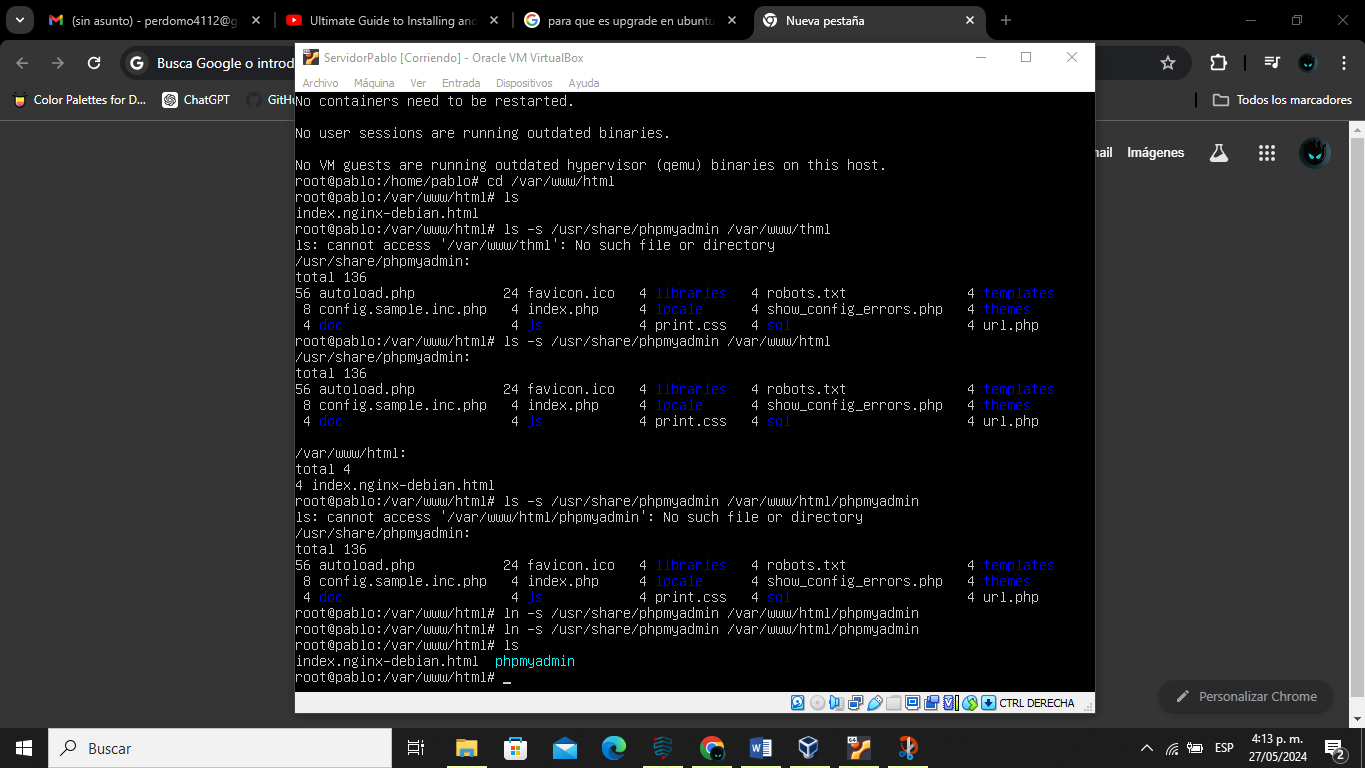 (sin asunto) - perdomo4112@g
Ultimate Guide to Installing and
para que es upgrade en ubuntu
Nueva pestaña
Busca Google o introd
Color Palettes for D...
ChatGPT
GitHu
Todos los marcadores
mail
Imágenes
ServidorPablo [Corriendo] - Oracle VM VirtualBox
Archivo Máquina Ver Entrada Dispositivos Ayuda
No containers need to be restarted.
No user sessions are running outdated binaries.
No VM guests are running outdated hypervisor (qemu) binaries on this host.
root@pablo:/home/pablo# cd /var/www/html
root@pablo:/var/www/html# ls
index.nginx-debian.html
root@pablo:/var/www/html# ls -s /usr/share/phpmyadmin /var/www/thml
ls: cannot access '/var/www/thml': No such file or directory
/usr/share/phpmyadmin:
total 136
56 autoload.php 24 favicon.ico 4 libraries 4 robots.txt 4 templates
8 config.sample.inc.php 4 index.php 4 locale 4 show_config_errors.php 4 themes
4 doc 4 js 4 print.css 4 sql 4 url.php
root@pablo:/var/www/html# ls -s /usr/share/phpmyadmin /var/www/html
/usr/share/phpmyadmin:
total 136
56 autoload.php 24 favicon.ico 4 libraries 4 robots.txt 4 templates
8 config.sample.inc.php 4 index.php 4 locale 4 show_config_errors.php 4 themes
4 doc 4 js 4 print.css 4 sql 4 url.php
/var/www/html:
total 4
4 index.nginx-debian.html
root@pablo:/var/www/html# ls -s /usr/share/phpmyadmin /var/www/html/phpmyadmin
ls: cannot access '/var/www/html/phpmyadmin': No such file or directory
/usr/share/phpmyadmin:
total 136
56 autoload.php 24 favicon.ico 4 libraries 4 robots.txt 4 templates
8 config.sample.inc.php 4 index.php 4 locale 4 show_config_errors.php 4 themes
4 doc 4 js 4 print.css 4 sql 4 url.php
root@pablo:/var/www/html# ln -s /usr/share/phpmyadmin /var/www/html/phpmyadmin
root@pablo:/var/www/html# ln -s /usr/share/phpmyadmin /var/www/html/phpmyadmin
root@pablo:/var/www/html# ls
index.nginx-debian.html phpmyadmin
root@pablo:/var/www/html# _
CTRL DERECHA
Personalizar Chrome
Buscar
ESP
4:13 p. m.
27/05/2024
2